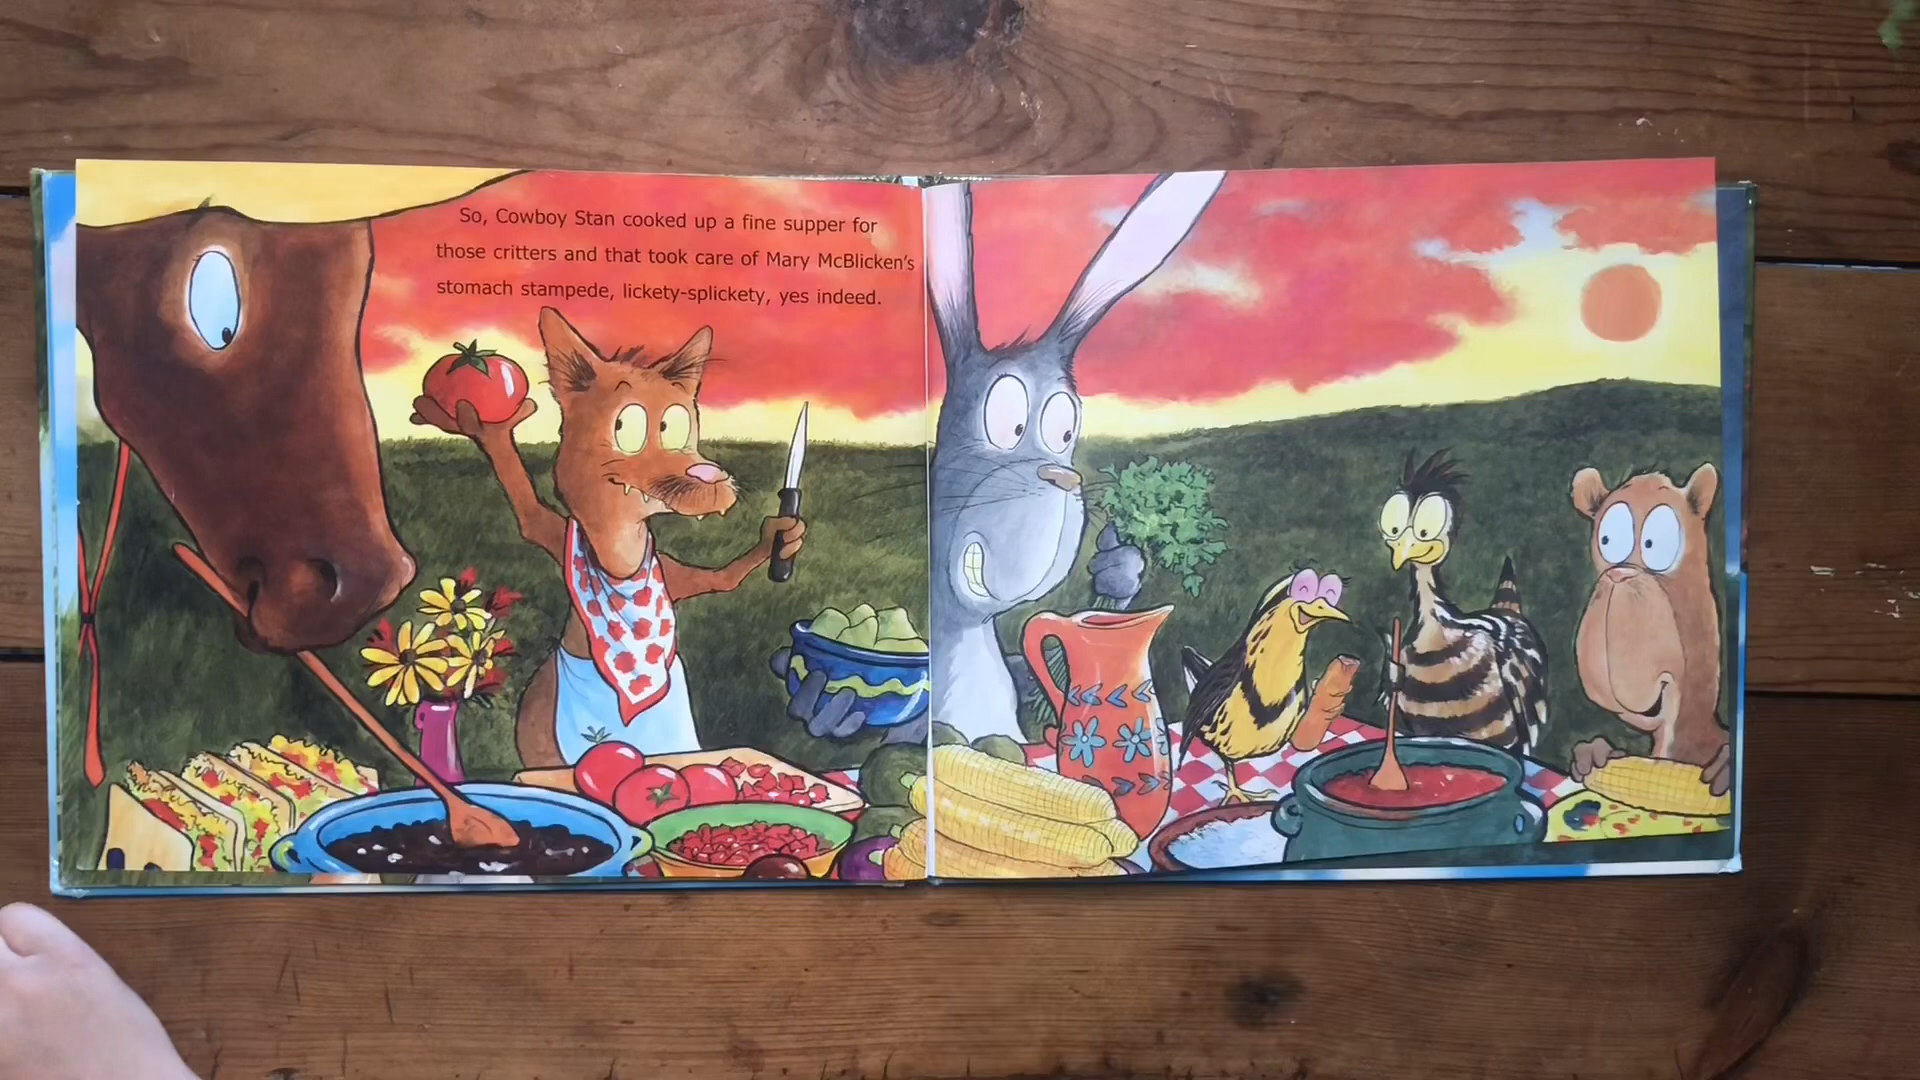 So, Cowboy Stan cooked up a fine supper for
those critters and that took care of Mary McBlicken's
stomach stampede, lickety-splickety, yes indeed.